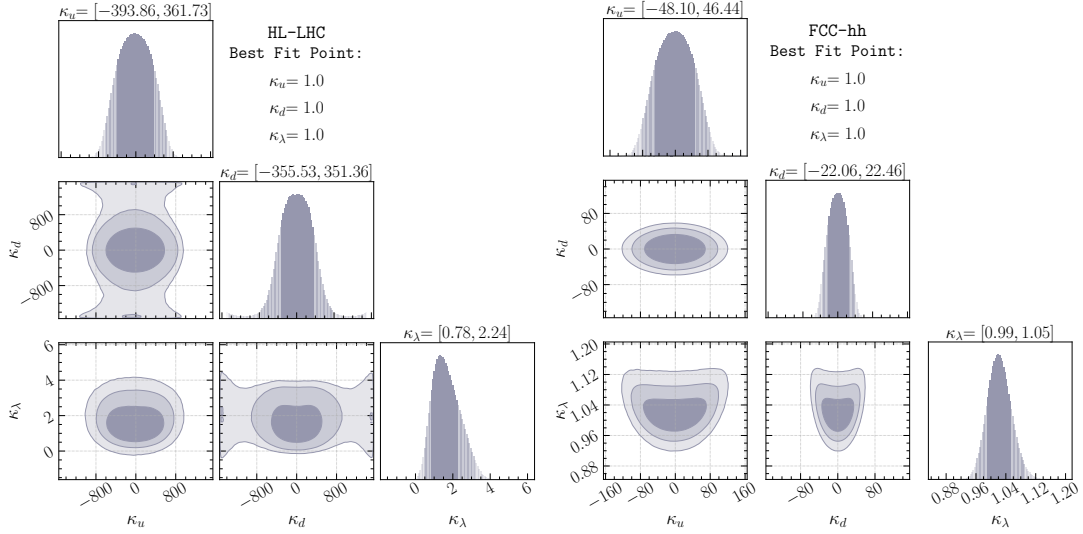 κu= [−393.86, 361.73]
HL-LHC
Best Fit Point:
κu= 1.0
κd= 1.0
κλ= 1.0
κd= [−355.53, 351.36]
κd
800
0
−800
κλ= [0.78, 2.24]
κλ
6
4
2
0
−800
0
800
κu
−800
0
800
κd
0
2
4
6
κλ
κu= [−48.10, 46.44]
FCC-hh
Best Fit Point:
κu= 1.0
κd= 1.0
κλ= 1.0
κd= [−22.06, 22.46]
κd
80
0
−80
κλ= [0.99, 1.05]
κλ
1.20
1.12
1.04
0.96
0.88
−160
−80
0
80
160
κu
−80
0
80
κd
0.88
0.96
1.04
1.12
1.20
κλ